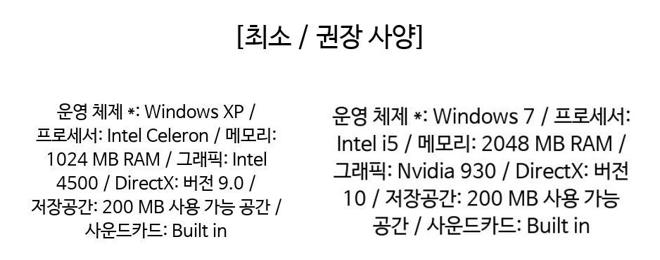 [최소 / 권장 사양]
운영 체제 *: Windows XP /
프로세서: Intel Celeron / 메모리:
1024 MB RAM / 그래픽: Intel
4500 / DirectX: 버전 9.0 /
저장공간: 200 MB 사용 가능 공간 /
사운드카드: Built in
운영 체제 *: Windows 7 / 프로세서:
Intel i5 / 메모리: 2048 MB RAM /
그래픽: Nvidia 930 / DirectX: 버전
10 / 저장공간: 200 MB 사용 가능
공간 / 사운드카드: Built in